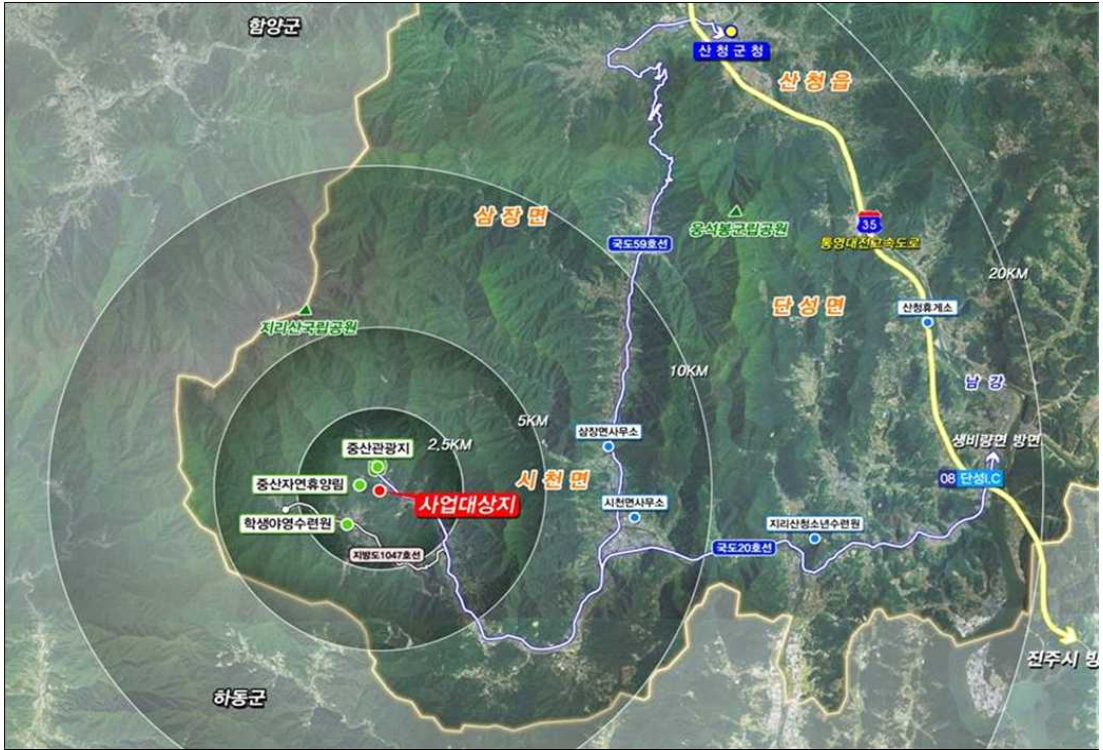 함양군
산청군청
산청읍
삼장면
웅석봉군립공원
35
통영대전고속도로
국도59호선
20KM
단성면
산청휴게소
지리산국립공원
10KM
남강
5KM
2.5KM
삼장면사무소
생비량면 방면
중산관광지
시천면
08 단성I.C
중산자연휴양림
사업대상지
시천면사무소
학생야영수련원
지리산청소년수련원
국도20호선
지방도1047호선
진주시 방
하동군